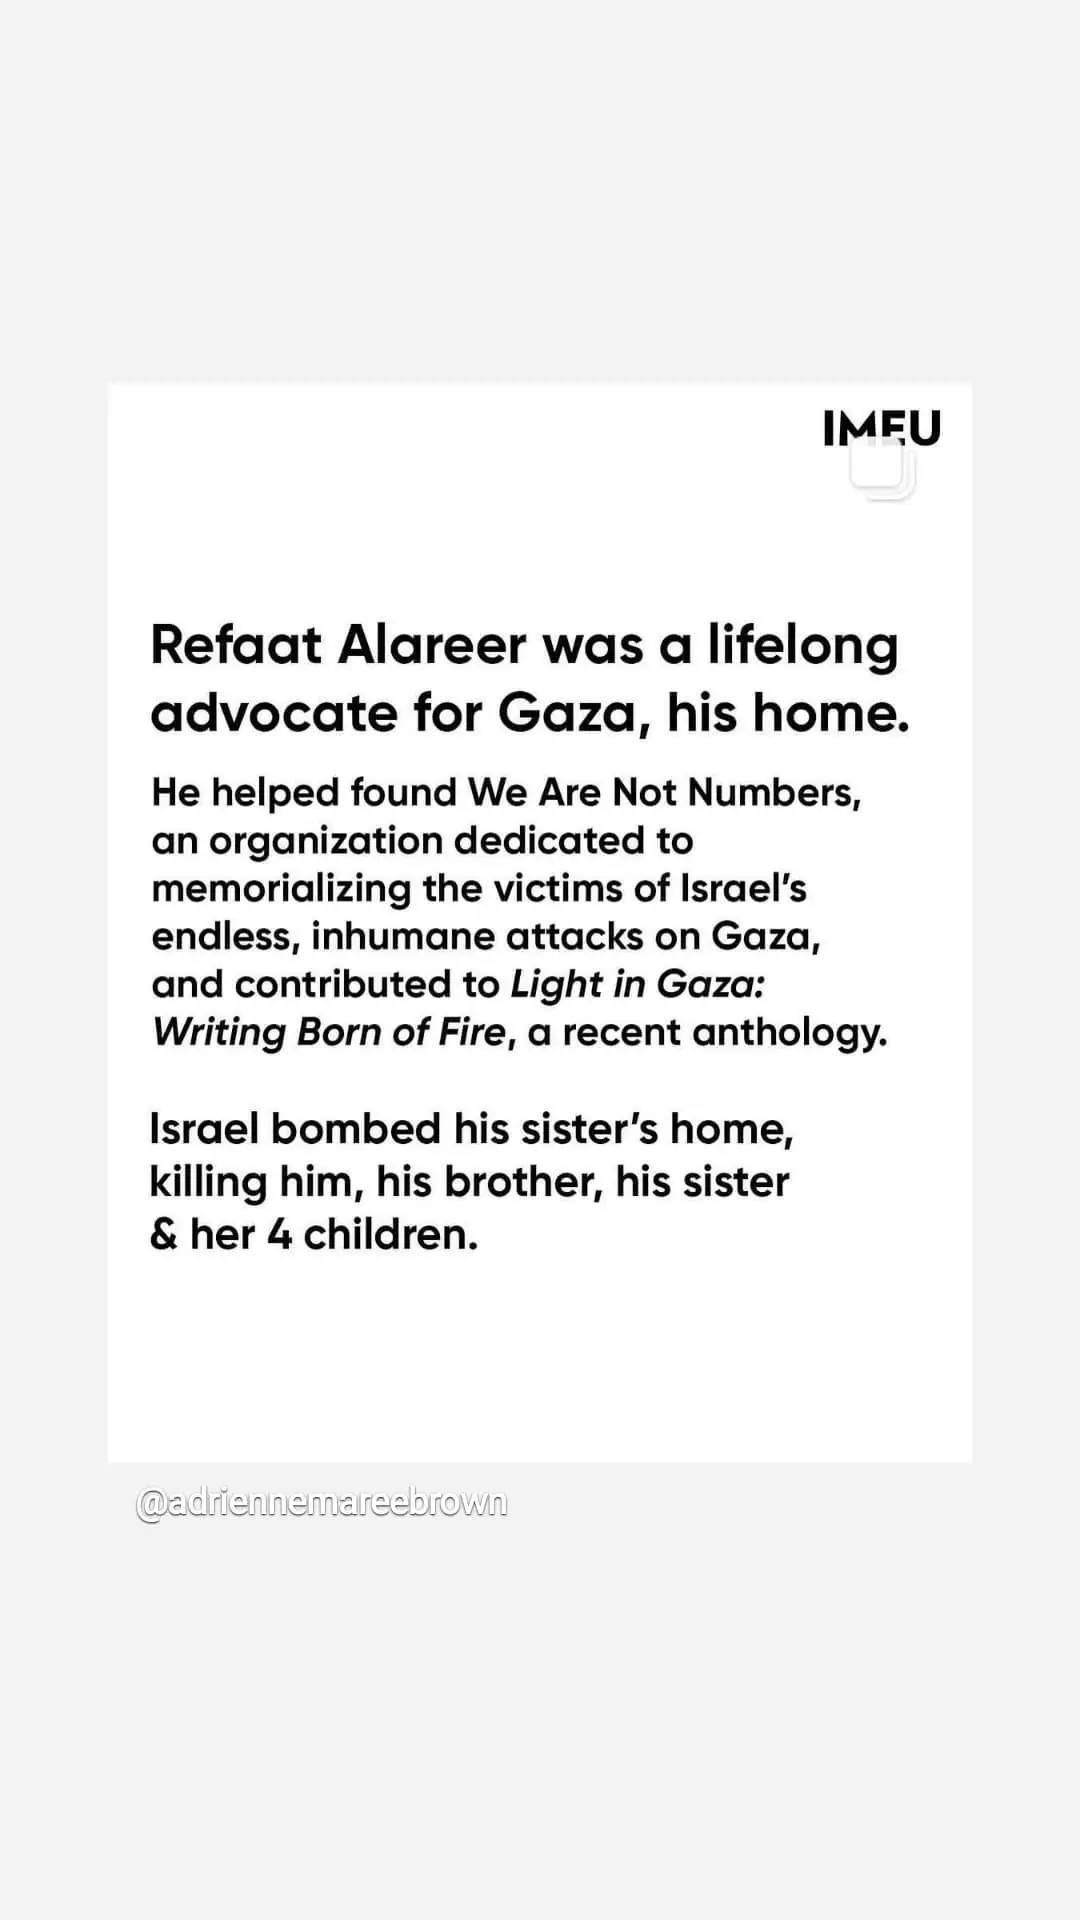 IMEU
Refaat Alareer was a lifelong
advocate for Gaza, his home.
He helped found We Are Not Numbers,
an organization dedicated to
memorializing the victims of Israel’s
endless, inhumane attacks on Gaza,
and contributed to Light in Gaza:
Writing Born of Fire, a recent anthology.
Israel bombed his sister’s home,
killing him, his brother, his sister
& her 4 children.
@adriennemareebrown